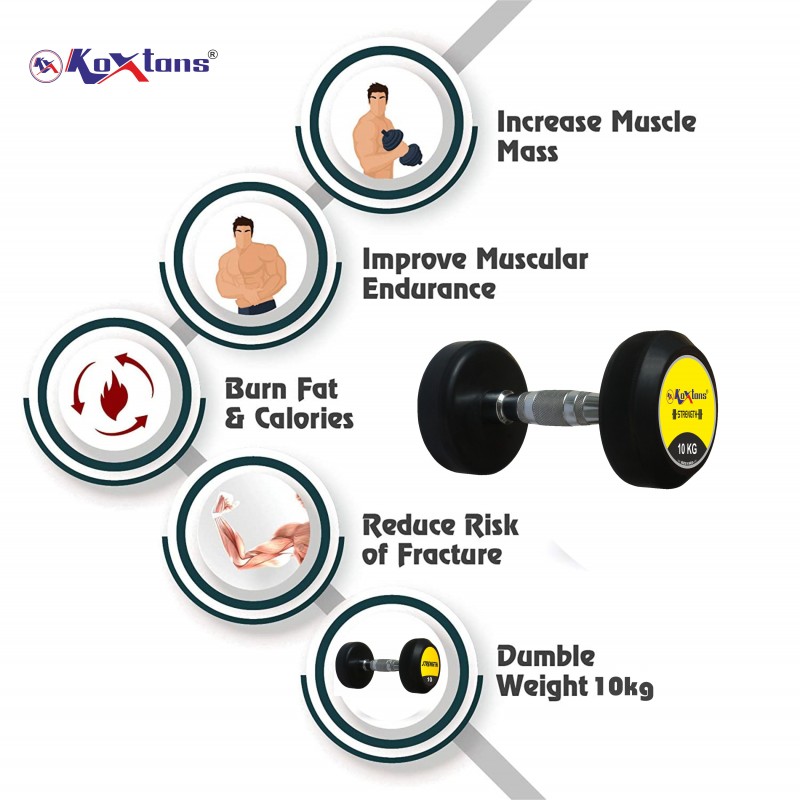 KX Koxtons®
Increase Muscle
Mass
Improve Muscular
Endurance
Burn Fat
& Calories
Koxtons®
STRENGTH
10 KG
Reduce Risk
of Fracture
STRENGTH
10
Dumble
Weight 10kg